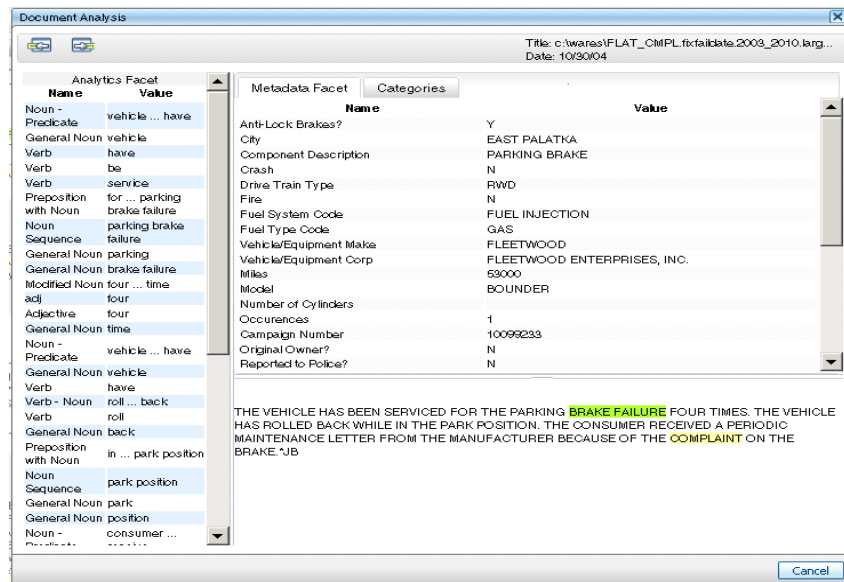 Document Analysis
Title: c:\wares\FLAT_CMPL.fixfaildate.2003_2010.larg...
Date: 10/30/04
Analytics Facet
Name Value
Noun - Predicate vehicle ... have
General Noun vehicle
Verb have
Verb be
Verb service
Preposition with Noun for ... parking brake failure
Noun Sequence parking brake failure
General Noun parking
General Noun brake failure
Modified Noun four ... time
adj four
Adjective four
General Noun time
Noun - Predicate vehicle ... have
General Noun vehicle
Verb have
Verb - Noun roll ... back
Verb roll
General Noun back
Preposition with Noun in ... park position
Noun Sequence park position
General Noun park
General Noun position
Noun - consumer ...
Metadata Facet Categories
Name Value
Anti-Lock Brakes? Y
City EAST PALATKA
Component Description PARKING BRAKE
Crash N
Drive Train Type RWD
Fire N
Fuel System Code FUEL INJECTION
Fuel Type Code GAS
Vehicle/Equipment Make FLEETWOOD
Vehicle/Equipment Corp FLEETWOOD ENTERPRISES, INC.
Miles 53000
Model BOUNDER
Number of Cylinders
Occurences 1
Campaign Number 10099233
Original Owner? N
Reported to Police? N
THE VEHICLE HAS BEEN SERVICED FOR THE PARKING BRAKE FAILURE FOUR TIMES. THE VEHICLE
HAS ROLLED BACK WHILE IN THE PARK POSITION. THE CONSUMER RECEIVED A PERIODIC
MAINTENANCE LETTER FROM THE MANUFACTURER BECAUSE OF THE COMPLAINT ON THE
BRAKE.*JB
Cancel